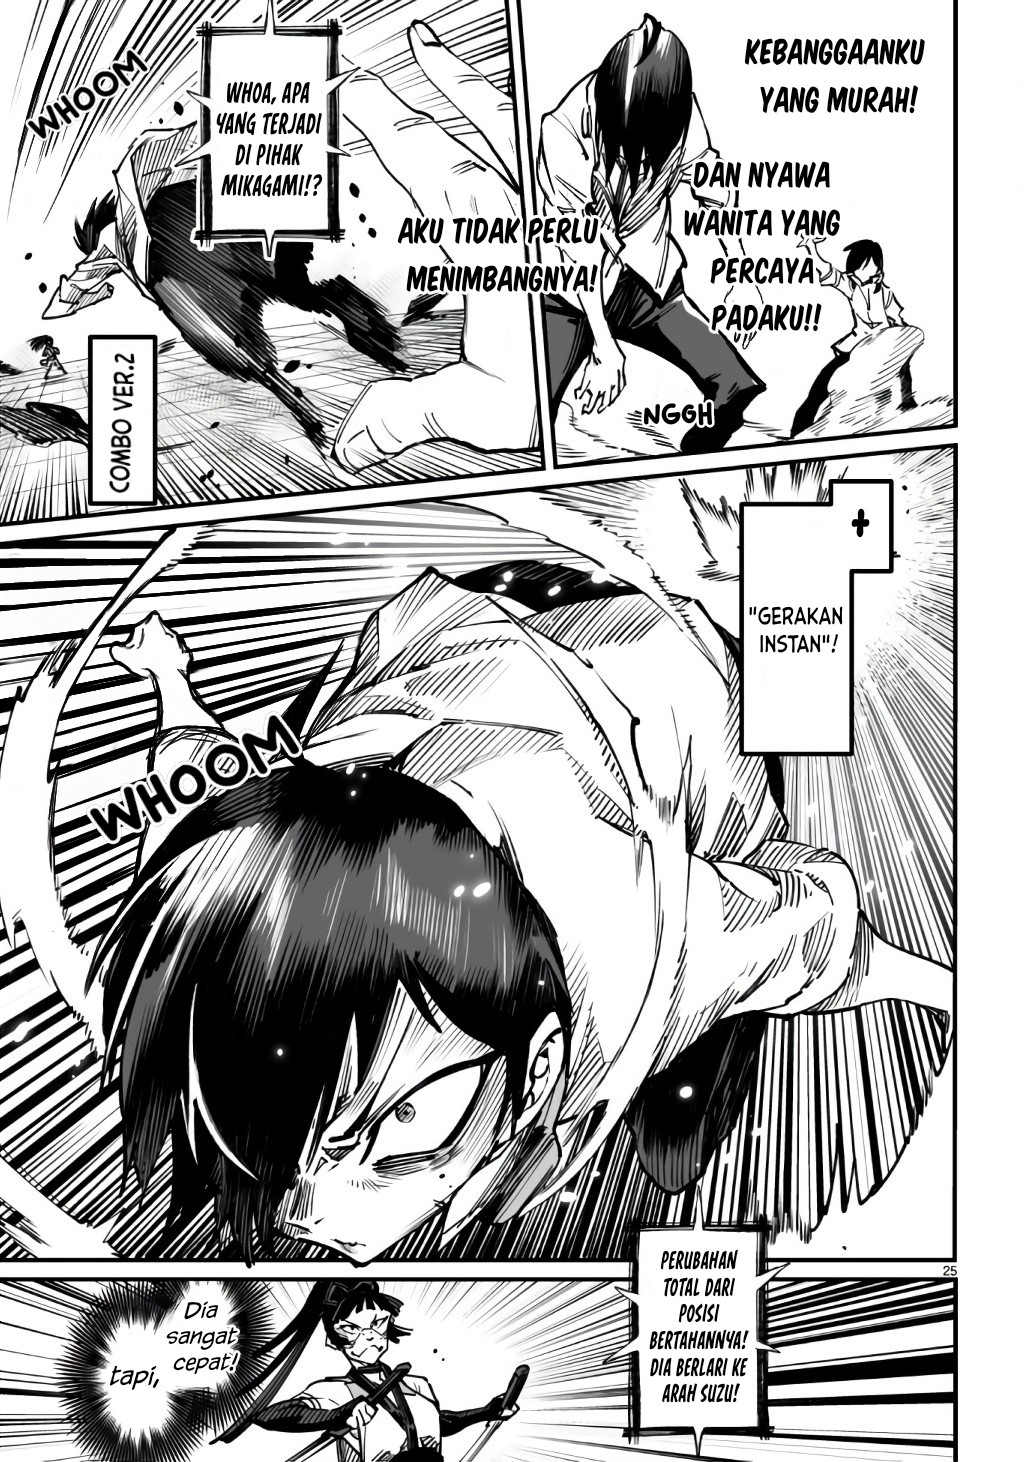 KEBANGGAANKU
YANG MURAH!
DAN NYAWA
WANITA YANG
PERCAYA
PADAKU!!
AKU TIDAK PERLU
MENIMBANGNYA!
NGGH
WHOA, APA
YANG TERJADI
DI PIHAK
MIKAGAMI!?
WHOOM
COMBO VER.2
+
"GERAKAN
INSTAN"!
WHOOM
25
PERUBAHAN
TOTAL DARI
POSISI
BERTAHANNYA!
DIA BERLARI KE
ARAH SUZU!
Dia
sangat
cepat!
tapi,